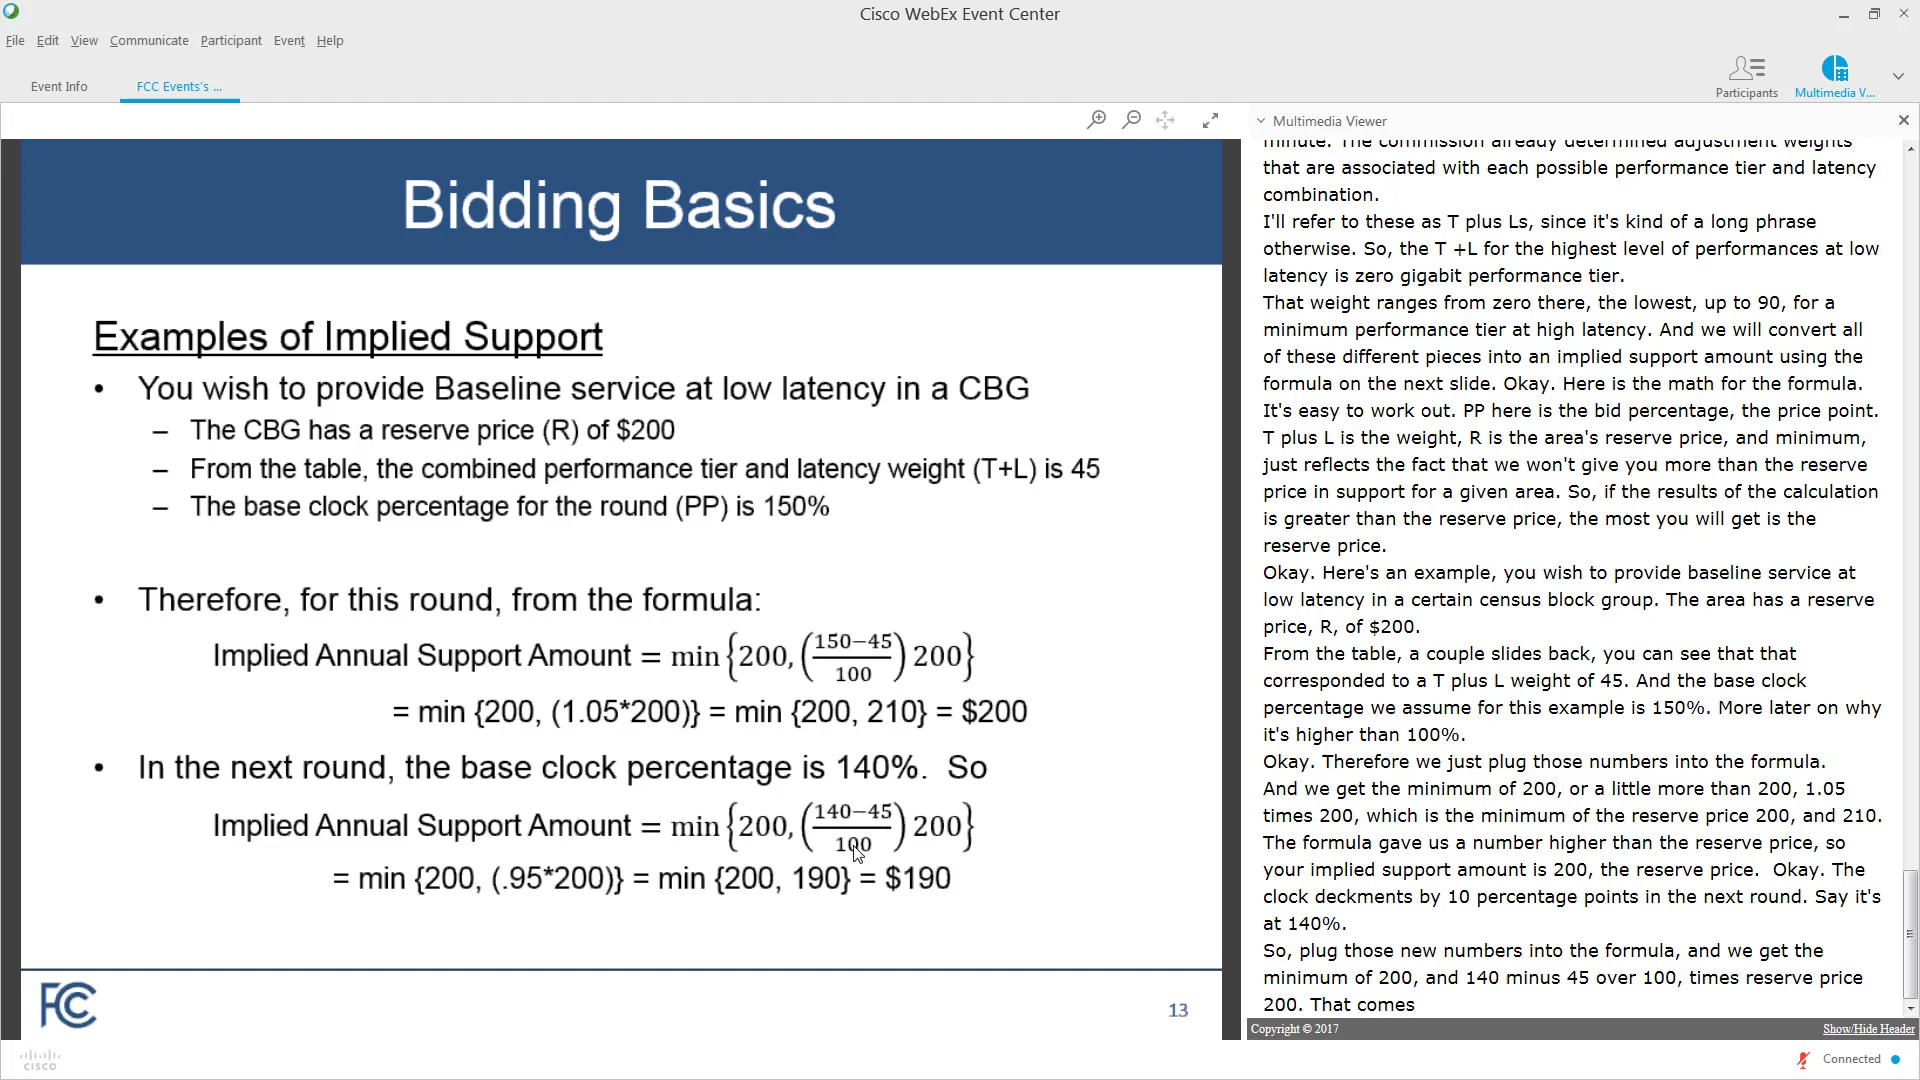 Cisco WebEx Event Center
File Edit View Communicate Participant Event Help
Event Info FCC Events's ...
Participants Multimedia V...
Bidding Basics
Examples of Implied Support
• You wish to provide Baseline service at low latency in a CBG
– The CBG has a reserve price (R) of $200
– From the table, the combined performance tier and latency weight (T+L) is 45
– The base clock percentage for the round (PP) is 150%
• Therefore, for this round, from the formula:
Implied Annual Support Amount = min {200, (150−45/100) 200}
= min {200, (1.05*200)} = min {200, 210} = $200
• In the next round, the base clock percentage is 140%. So
Implied Annual Support Amount = min {200, (140−45/100) 200}
= min {200, (.95*200)} = min {200, 190} = $190
FCC
13
cisco
Multimedia Viewer
minute. The commission already determined adjustment weights
that are associated with each possible performance tier and latency
combination.
I'll refer to these as T plus Ls, since it's kind of a long phrase
otherwise. So, the T +L for the highest level of performances at low
latency is zero gigabit performance tier.
That weight ranges from zero there, the lowest, up to 90, for a
minimum performance tier at high latency. And we will convert all
of these different pieces into an implied support amount using the
formula on the next slide. Okay. Here is the math for the formula.
It's easy to work out. PP here is the bid percentage, the price point.
T plus L is the weight, R is the area's reserve price, and minimum,
just reflects the fact that we won't give you more than the reserve
price in support for a given area. So, if the results of the calculation
is greater than the reserve price, the most you will get is the
reserve price.
Okay. Here's an example, you wish to provide baseline service at
low latency in a certain census block group. The area has a reserve
price, R, of $200.
From the table, a couple slides back, you can see that that
corresponded to a T plus L weight of 45. And the base clock
percentage we assume for this example is 150%. More later on why
it's higher than 100%.
Okay. Therefore we just plug those numbers into the formula.
And we get the minimum of 200, or a little more than 200, 1.05
times 200, which is the minimum of the reserve price 200, and 210.
The formula gave us a number higher than the reserve price, so
your implied support amount is 200, the reserve price.  Okay. The
clock deckments by 10 percentage points in the next round. Say it's
at 140%.
So, plug those new numbers into the formula, and we get the
minimum of 200, and 140 minus 45 over 100, times reserve price
200. That comes
Copyright © 2017 Show/Hide Header
Connected